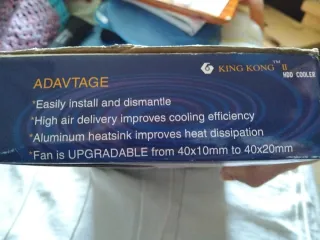 KING KONG™ II
HDD COOLER
ADAVTAGE
*Easily install and dismantle
*High air delivery improves cooling efficiency
*Aluminum heatsink improves heat dissipation
*Fan is UPGRADABLE from 40x10mm to 40x20mm